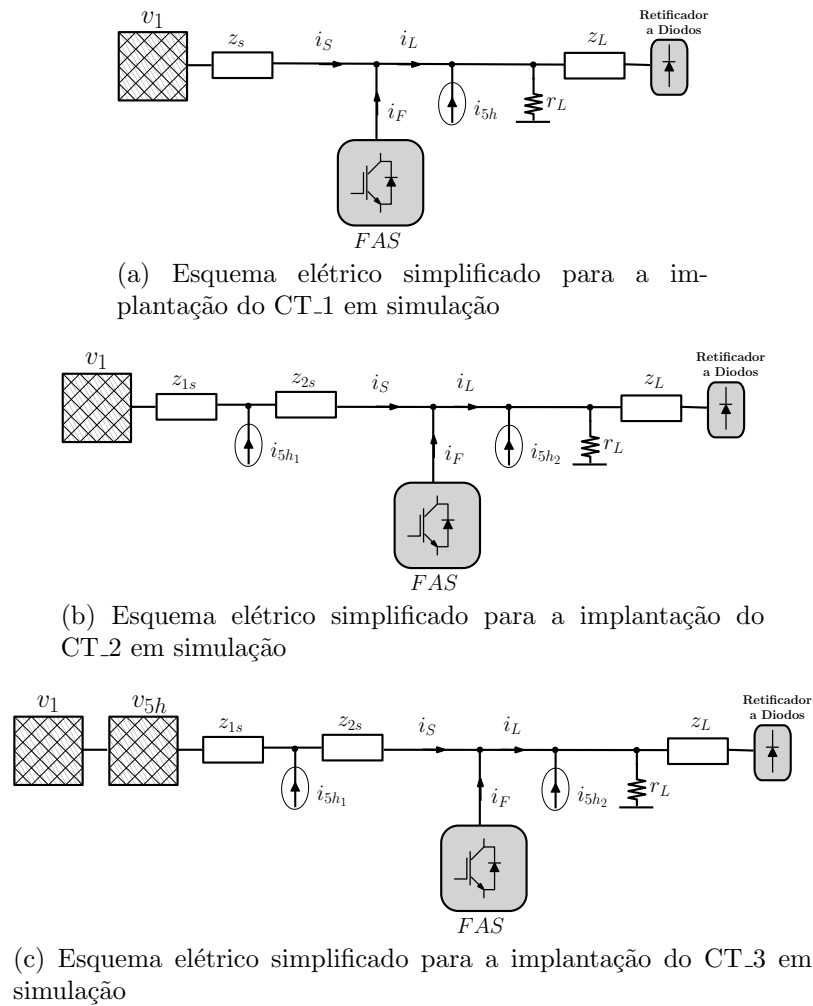 Retificador
a Diodos
v1
zs
iS
iL
zL
iF
i5h
rL
FAS
(a) Esquema elétrico simplificado para a im-
plantação do CT_1 em simulação
Retificador
a Diodos
v1
z1s
z2s
iS
iL
zL
i5h1
iF
i5h2
rL
FAS
(b) Esquema elétrico simplificado para a implantação do
CT_2 em simulação
Retificador
a Diodos
v1
v5h
z1s
z2s
iS
iL
zL
i5h1
iF
i5h2
rL
FAS
(c) Esquema elétrico simplificado para a implantação do CT_3 em
simulação